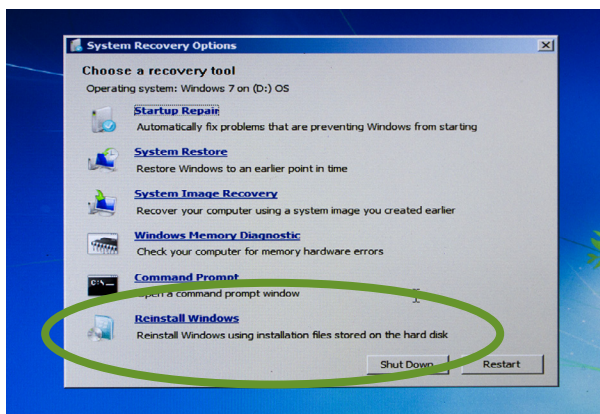 System Recovery Options
Choose a recovery tool
Operating system: Windows 7 on (D:) OS
Startup Repair
Automatically fix problems that are preventing Windows from starting
System Restore
Restore Windows to an earlier point in time
System Image Recovery
Recover your computer using a system image you created earlier
Windows Memory Diagnostic
Check your computer for memory hardware errors
C:\
Command Prompt
Open a command prompt window
Reinstall Windows
Reinstall Windows using installation files stored on the hard disk
Shut Down
Restart